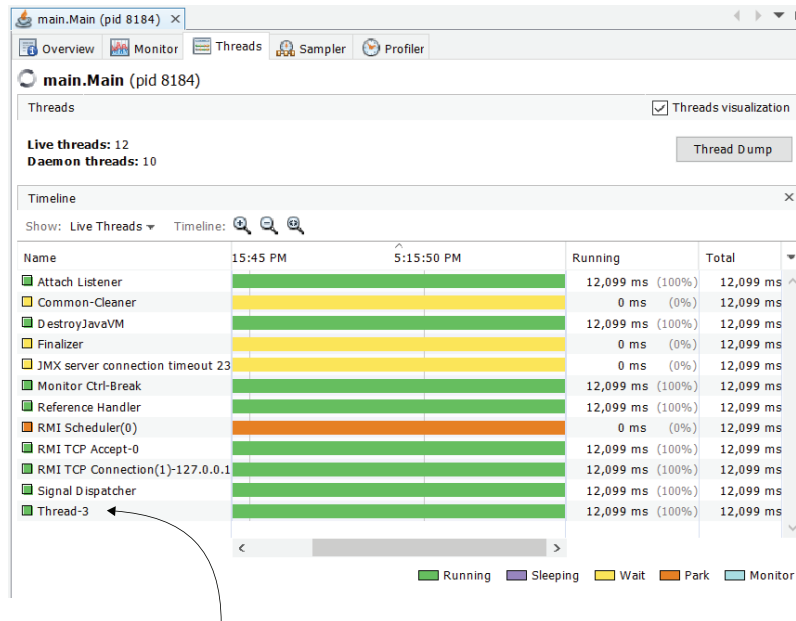 main.Main (pid 8184)
Overview Monitor Threads Sampler Profiler
main.Main (pid 8184)
Threads Threads visualization
Live threads: 12
Daemon threads: 10
Thread Dump
Timeline
Show: Live Threads Timeline:
Name 15:45 PM 5:15:50 PM Running Total
Attach Listener 12,099 ms (100%) 12,099 ms
Common-Cleaner 0 ms (0%) 12,099 ms
DestroyJavaVM 12,099 ms (100%) 12,099 ms
Finalizer 0 ms (0%) 12,099 ms
JMX server connection timeout 23 0 ms (0%) 12,099 ms
Monitor Ctrl-Break 12,099 ms (100%) 12,099 ms
Reference Handler 12,099 ms (100%) 12,099 ms
RMI Scheduler(0) 0 ms (0%) 12,099 ms
RMI TCP Accept-0 12,099 ms (100%) 12,099 ms
RMI TCP Connection(1)-127.0.0.1 12,099 ms (100%) 12,099 ms
Signal Dispatcher 12,099 ms (100%) 12,099 ms
Thread-3 12,099 ms (100%) 12,099 ms
Running Sleeping Wait Park Monitor